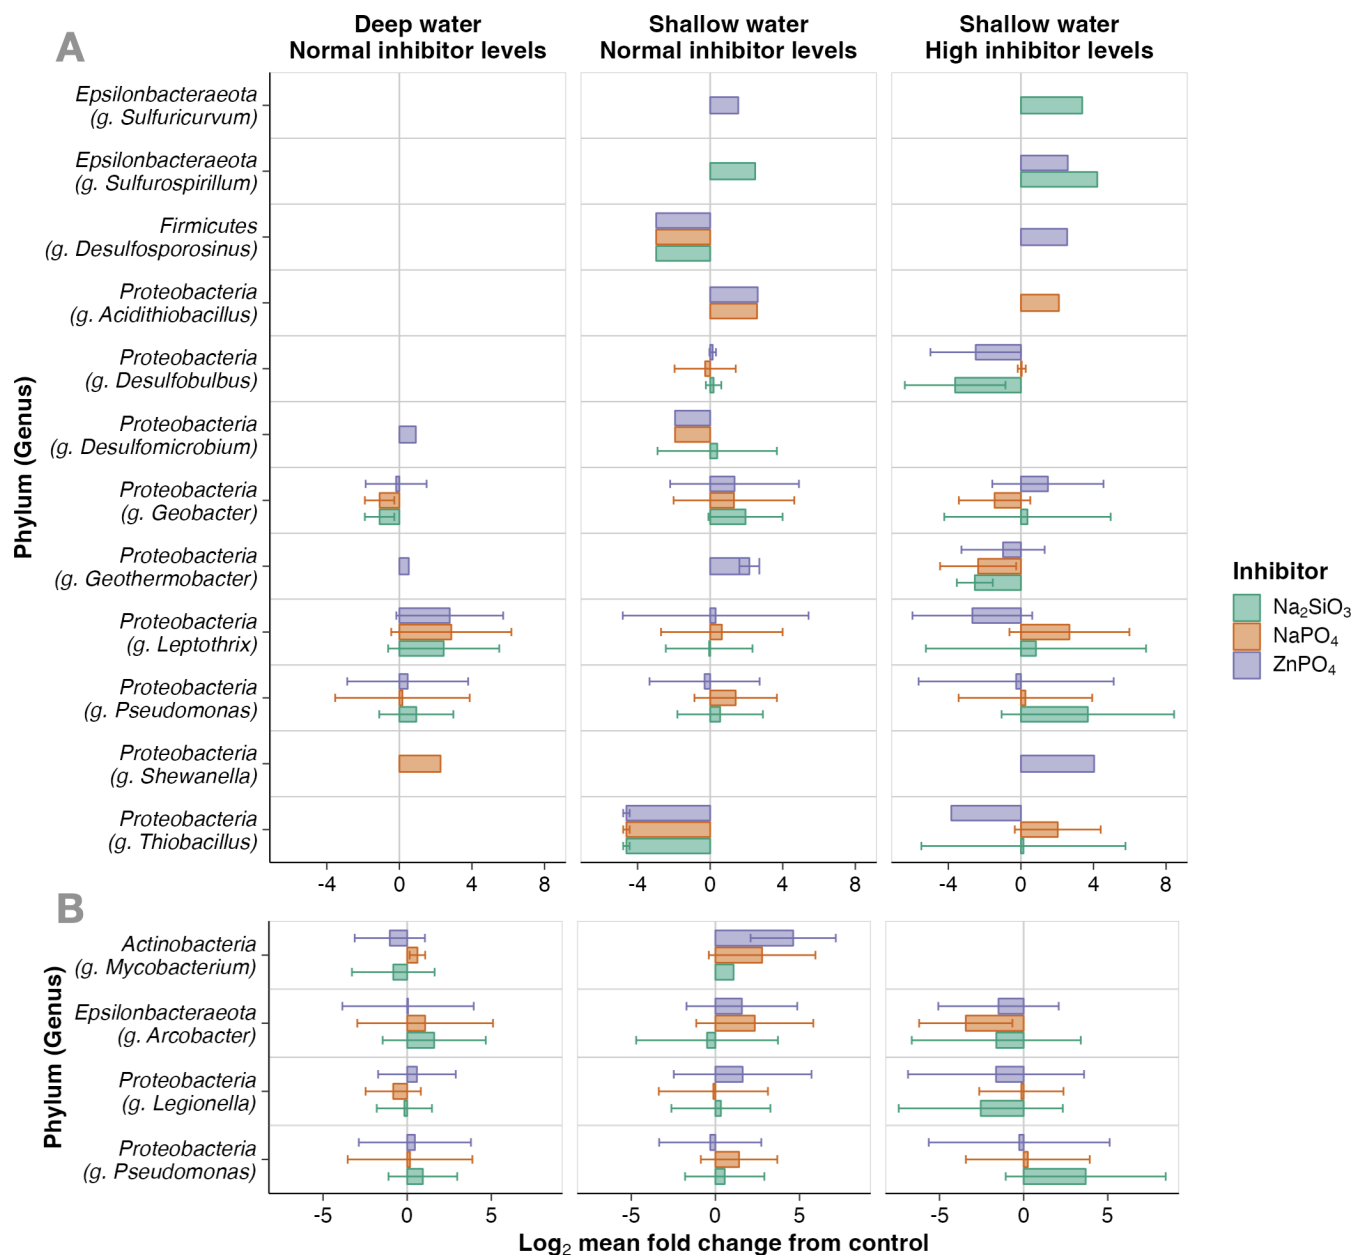 A
Deep water
Normal inhibitor levels
Shallow water
Normal inhibitor levels
Shallow water
High inhibitor levels
Phylum (Genus)
Epsilonbacteraeota
(g. Sulfuricurvum)
Epsilonbacteraeota
(g. Sulfurospirillum)
Firmicutes
(g. Desulfosporosinus)
Proteobacteria
(g. Acidithiobacillus)
Proteobacteria
(g. Desulfobulbus)
Proteobacteria
(g. Desulfomicrobium)
Proteobacteria
(g. Geobacter)
Proteobacteria
(g. Geothermobacter)
Proteobacteria
(g. Leptothrix)
Proteobacteria
(g. Pseudomonas)
Proteobacteria
(g. Shewanella)
Proteobacteria
(g. Thiobacillus)
-4 0 4 8
-4 0 4 8
-4 0 4 8
Inhibitor
Na₂SiO₃
NaPO₄
ZnPO₄
B
Phylum (Genus)
Actinobacteria
(g. Mycobacterium)
Epsilonbacteraeota
(g. Arcobacter)
Proteobacteria
(g. Legionella)
Proteobacteria
(g. Pseudomonas)
-5 0 5
-5 0 5
-5 0 5
Log₂ mean fold change from control